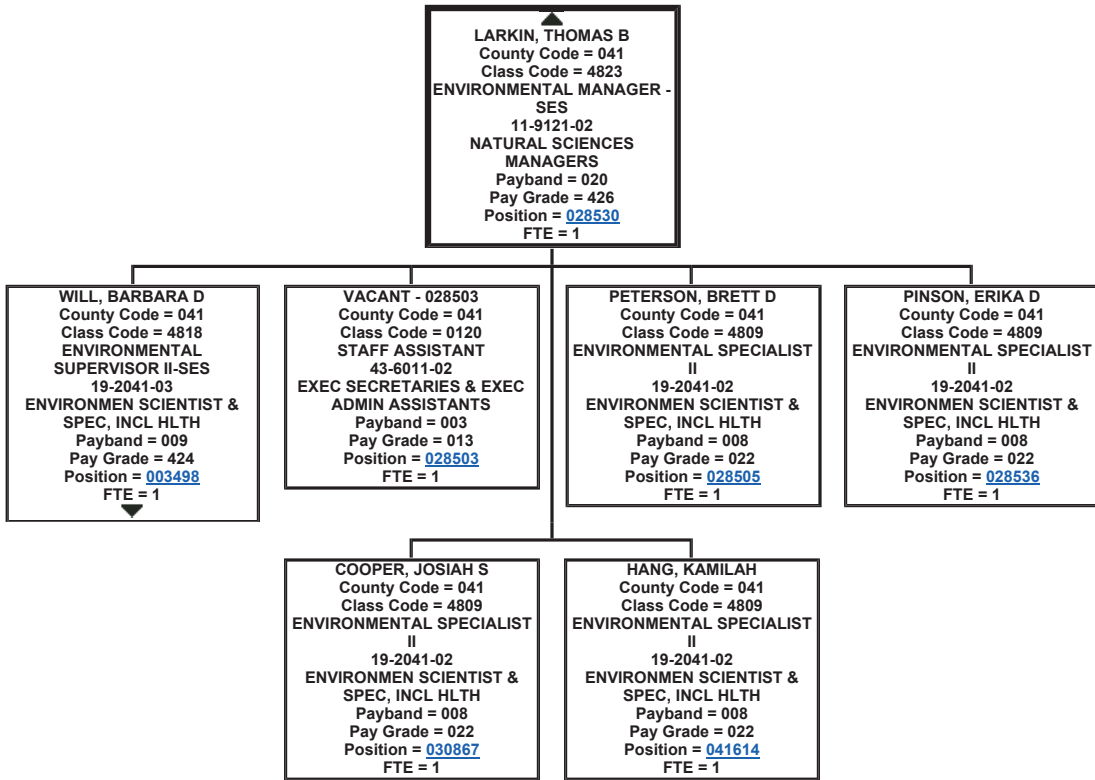 LARKIN, THOMAS B
County Code = 041
Class Code = 4823
ENVIRONMENTAL MANAGER -
SES
11-9121-02
NATURAL SCIENCES
MANAGERS
Payband = 020
Pay Grade = 426
Position = 028530
FTE = 1
WILL, BARBARA D
County Code = 041
Class Code = 4818
ENVIRONMENTAL
SUPERVISOR II-SES
19-2041-03
ENVIRONMEN SCIENTIST &
SPEC, INCL HLTH
Payband = 009
Pay Grade = 424
Position = 003498
FTE = 1
VACANT - 028503
County Code = 041
Class Code = 0120
STAFF ASSISTANT
43-6011-02
EXEC SECRETARIES & EXEC
ADMIN ASSISTANTS
Payband = 003
Pay Grade = 013
Position = 028503
FTE = 1
PETERSON, BRETT D
County Code = 041
Class Code = 4809
ENVIRONMENTAL SPECIALIST
II
19-2041-02
ENVIRONMEN SCIENTIST &
SPEC, INCL HLTH
Payband = 008
Pay Grade = 022
Position = 028505
FTE = 1
PINSON, ERIKA D
County Code = 041
Class Code = 4809
ENVIRONMENTAL SPECIALIST
II
19-2041-02
ENVIRONMEN SCIENTIST &
SPEC, INCL HLTH
Payband = 008
Pay Grade = 022
Position = 028536
FTE = 1
COOPER, JOSIAH S
County Code = 041
Class Code = 4809
ENVIRONMENTAL SPECIALIST
II
19-2041-02
ENVIRONMEN SCIENTIST &
SPEC, INCL HLTH
Payband = 008
Pay Grade = 022
Position = 030867
FTE = 1
HANG, KAMILAH
County Code = 041
Class Code = 4809
ENVIRONMENTAL SPECIALIST
II
19-2041-02
ENVIRONMEN SCIENTIST &
SPEC, INCL HLTH
Payband = 008
Pay Grade = 022
Position = 041614
FTE = 1